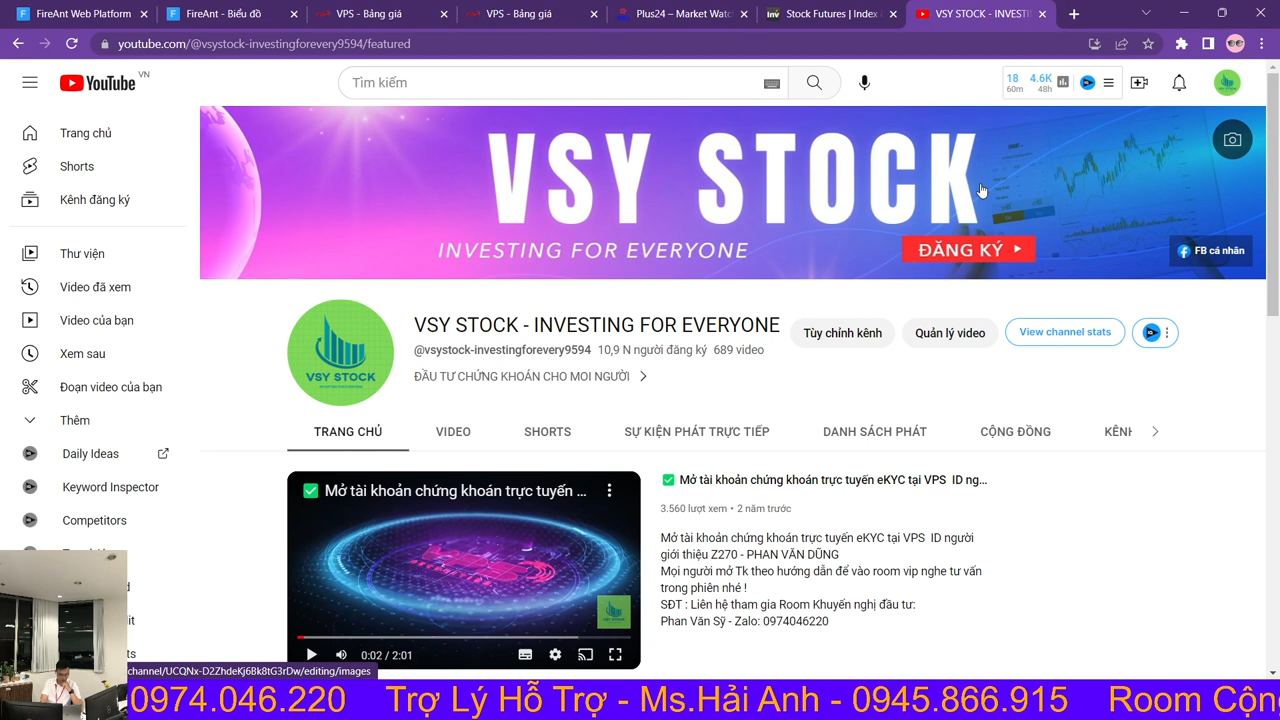 FireAnt Web Platform
FireAnt - Biểu đồ
VPS - Bảng giá
VPS - Bảng giá
Plus24 – Market Watc
Stock Futures | Index
VSY STOCK - INVESTI
youtube.com/@vsystock-investingforevery9594/featured
YouTube VN
Tìm kiếm
18 4.6K
60m 48h
Trang chủ
Shorts
Kênh đăng ký
Thư viện
Video đã xem
Video của bạn
Xem sau
Đoạn video của bạn
Thêm
Daily Ideas
Keyword Inspector
Competitors
VSY STOCK
INVESTING FOR EVERYONE
ĐĂNG KÝ
FB cá nhân
VSY STOCK
VSY STOCK - INVESTING FOR EVERYONE
@vsystock-investingforevery9594 10,9 N người đăng ký 689 video
ĐẦU TƯ CHỨNG KHOÁN CHO MỌI NGƯỜI
Tùy chỉnh kênh
Quản lý video
View channel stats
TRANG CHỦ
VIDEO
SHORTS
SỰ KIỆN PHÁT TRỰC TIẾP
DANH SÁCH PHÁT
CỘNG ĐỒNG
KÊNH
Mở tài khoản chứng khoán trực tuyến ...
0:02 / 2:01
Mở tài khoản chứng khoán trực tuyến eKYC tại VPS ID ng...
3.560 lượt xem • 2 năm trước
Mở tài khoản chứng khoán trực tuyến eKYC tại VPS ID người
giới thiệu Z270 - PHAN VĂN DŨNG
Mọi người mở Tk theo hướng dẫn để vào room vip nghe tư vấn
trong phiên nhé !
SĐT : Liên hệ tham gia Room Khuyến nghị đầu tư:
Phan Văn Sỹ - Zalo: 0974046220
channel/UCQNx-D2ZhdeKj6Bk8tG3rDw/editing/images
0974.046.220 Trợ Lý Hỗ Trợ - Ms.Hải Anh - 0945.866.915 Room Cộn